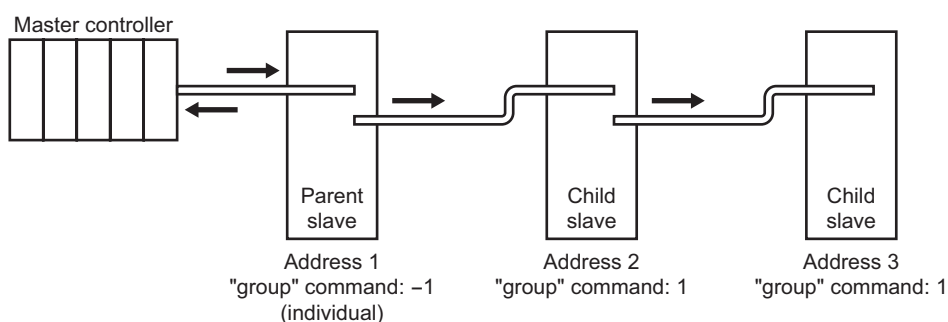 Master controller
Parent
slave
Child
slave
Child
slave
Address 1
"group" command: −1
(individual)
Address 2
"group" command: 1
Address 3
"group" command: 1